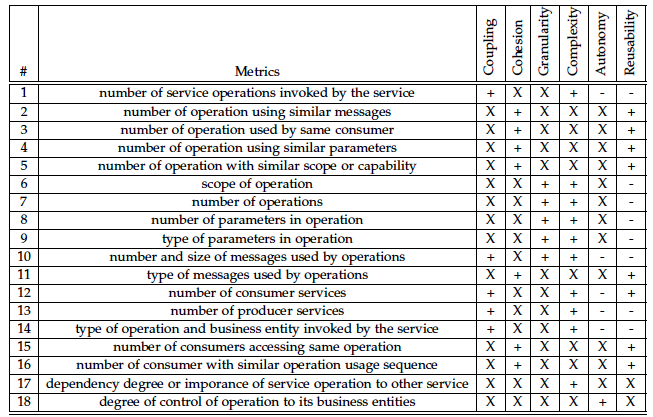 # Metrics Coupling Cohesion Granularity Complexity Autonomy Reusability
1 number of service operations invoked by the service + X X + - -
2 number of operation using similar messages X + X X X +
3 number of operation used by same consumer X + X X X +
4 number of operation using similar parameters X + X X X +
5 number of operation with similar scope or capability X + X X X +
6 scope of operation X X + + X -
7 number of operations X X + + X -
8 number of parameters in operation X X + + X -
9 type of parameters in operation X X + + X -
10 number and size of messages used by operations + X + + - -
11 type of messages used by operations X + X X X +
12 number of consumer services + X X + - +
13 number of producer services + X X + - -
14 type of operation and business entity invoked by the service + X X + - -
15 number of consumers accessing same operation X + X X X +
16 number of consumer with similar operation usage sequence X + X X X +
17 dependency degree or imporance of service operation to other service X X X + X X
18 degree of control of operation to its business entities X X X X + X